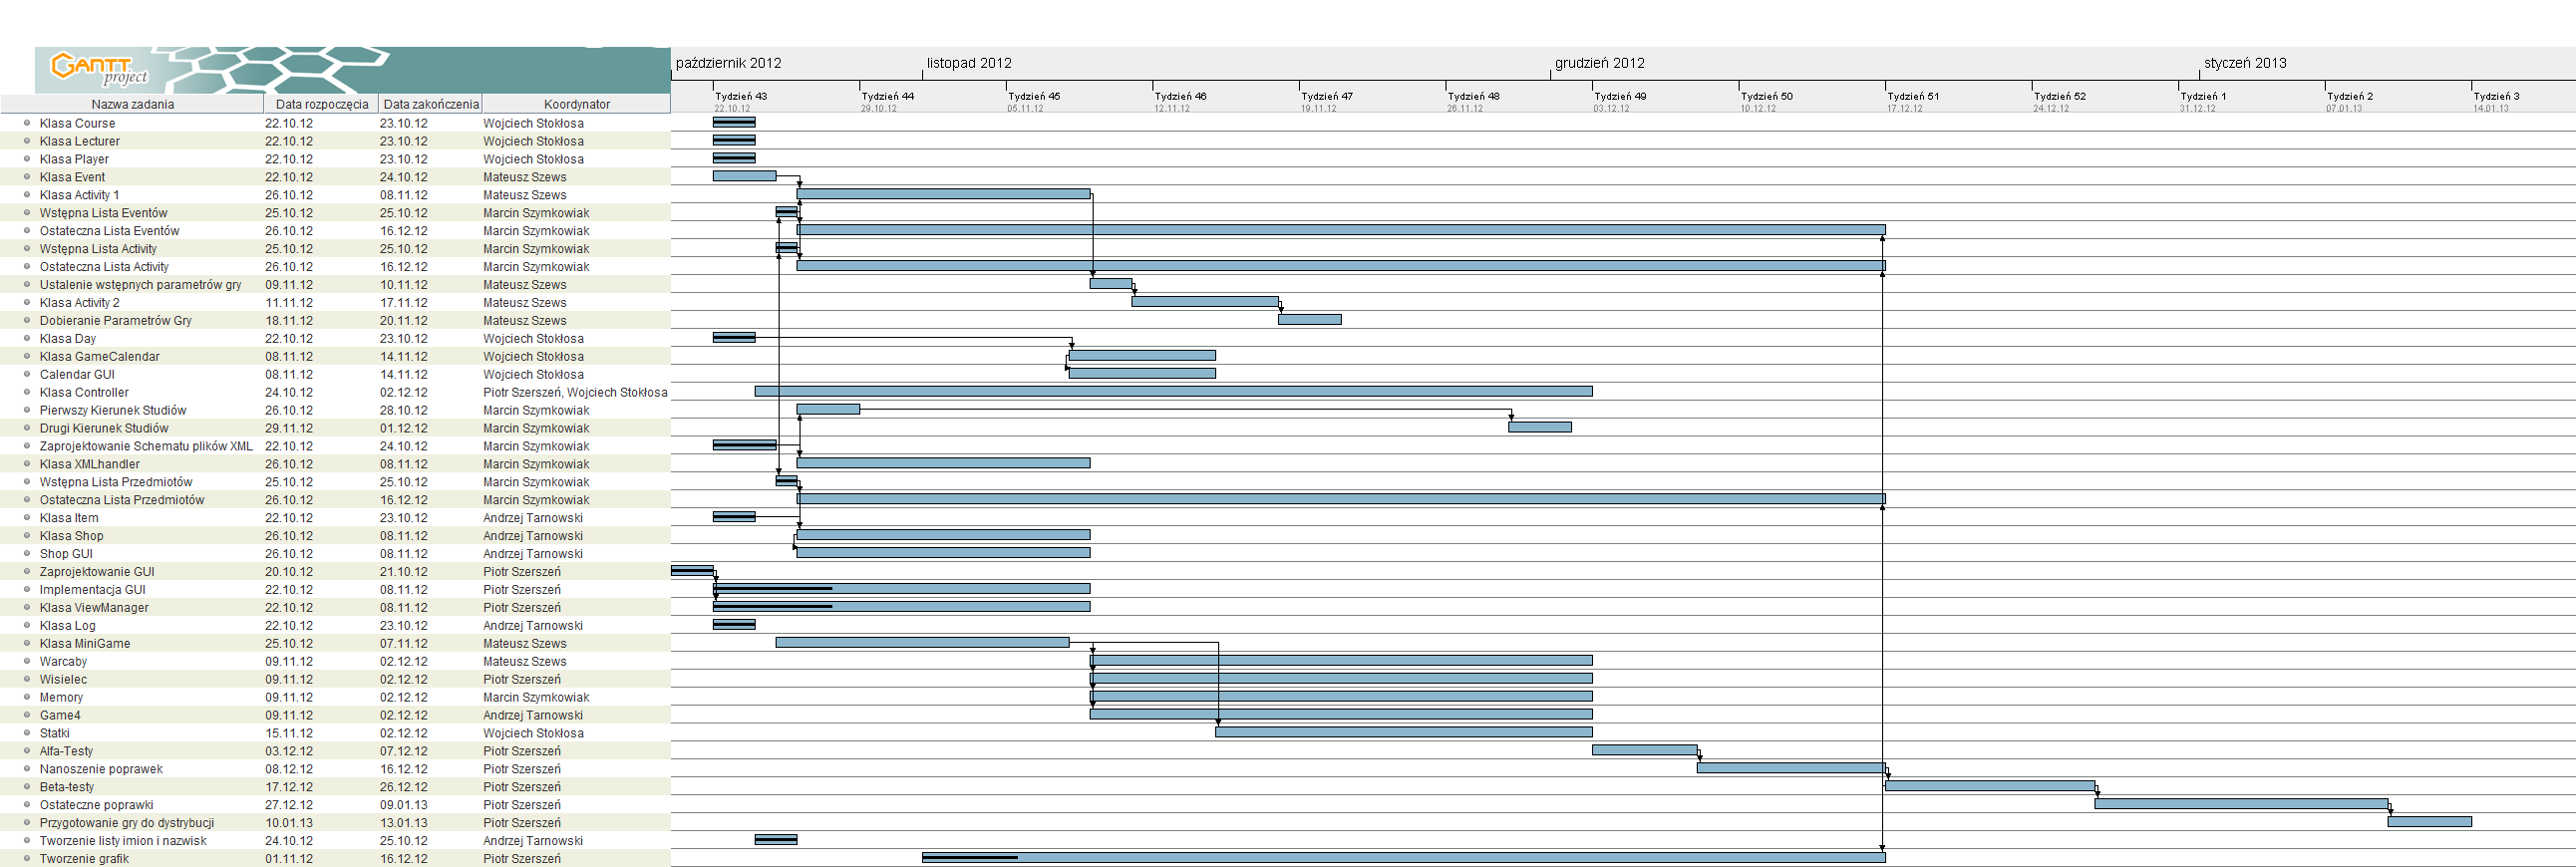 GANTT project
październik 2012 listopad 2012 grudzień 2012 styczeń 2013
Tydzień 43 Tydzień 44 Tydzień 45 Tydzień 46 Tydzień 47 Tydzień 48 Tydzień 49 Tydzień 50 Tydzień 51 Tydzień 52 Tydzień 1 Tydzień 2 Tydzień 3
22.10.12 29.10.12 05.11.12 12.11.12 19.11.12 26.11.12 03.12.12 10.12.12 17.12.12 24.12.12 31.12.12 07.01.13 14.01.13
Nazwa zadania Data rozpoczęcia Data zakończenia Koordynator
Klasa Course 22.10.12 23.10.12 Wojciech Stokłosa
Klasa Lecturer 22.10.12 23.10.12 Wojciech Stokłosa
Klasa Player 22.10.12 23.10.12 Wojciech Stokłosa
Klasa Event 22.10.12 24.10.12 Mateusz Szews
Klasa Activity 1 26.10.12 08.11.12 Mateusz Szews
Wstępna Lista Eventów 25.10.12 25.10.12 Marcin Szymkowiak
Ostateczna Lista Eventów 26.10.12 16.12.12 Marcin Szymkowiak
Wstępna Lista Activity 25.10.12 25.10.12 Marcin Szymkowiak
Ostateczna Lista Activity 26.10.12 16.12.12 Marcin Szymkowiak
Ustalenie wstępnych parametrów gry 09.11.12 10.11.12 Mateusz Szews
Klasa Activity 2 11.11.12 17.11.12 Mateusz Szews
Dobieranie Parametrów Gry 18.11.12 20.11.12 Mateusz Szews
Klasa Day 22.10.12 23.10.12 Wojciech Stokłosa
Klasa GameCalendar 08.11.12 14.11.12 Wojciech Stokłosa
Calendar GUI 08.11.12 14.11.12 Wojciech Stokłosa
Klasa Controller 24.10.12 02.12.12 Piotr Szerszeń, Wojciech Stokłosa
Pierwszy Kierunek Studiów 26.10.12 28.10.12 Marcin Szymkowiak
Drugi Kierunek Studiów 29.11.12 01.12.12 Marcin Szymkowiak
Zaprojektowanie Schematu plików XML 22.10.12 24.10.12 Marcin Szymkowiak
Klasa XMLhandler 26.10.12 08.11.12 Marcin Szymkowiak
Wstępna Lista Przedmiotów 25.10.12 25.10.12 Marcin Szymkowiak
Ostateczna Lista Przedmiotów 26.10.12 16.12.12 Marcin Szymkowiak
Klasa Item 22.10.12 23.10.12 Andrzej Tarnowski
Klasa Shop 26.10.12 08.11.12 Andrzej Tarnowski
Shop GUI 26.10.12 08.11.12 Andrzej Tarnowski
Zaprojektowanie GUI 20.10.12 21.10.12 Piotr Szerszeń
Implementacja GUI 22.10.12 08.11.12 Piotr Szerszeń
Klasa ViewManager 22.10.12 08.11.12 Piotr Szerszeń
Klasa Log 22.10.12 23.10.12 Andrzej Tarnowski
Klasa MiniGame 25.10.12 07.11.12 Mateusz Szews
Warcaby 09.11.12 02.12.12 Mateusz Szews
Wisielec 09.11.12 02.12.12 Piotr Szerszeń
Memory 09.11.12 02.12.12 Marcin Szymkowiak
Game4 09.11.12 02.12.12 Andrzej Tarnowski
Statki 15.11.12 02.12.12 Wojciech Stokłosa
Alfa-Testy 03.12.12 07.12.12 Piotr Szerszeń
Nanoszenie poprawek 08.12.12 16.12.12 Piotr Szerszeń
Beta-testy 17.12.12 26.12.12 Piotr Szerszeń
Ostateczne poprawki 27.12.12 09.01.13 Piotr Szerszeń
Przygotowanie gry do dystrybucji 10.01.13 13.01.13 Piotr Szerszeń
Tworzenie listy imion i nazwisk 24.10.12 25.10.12 Andrzej Tarnowski
Tworzenie grafik 01.11.12 16.12.12 Piotr Szerszeń